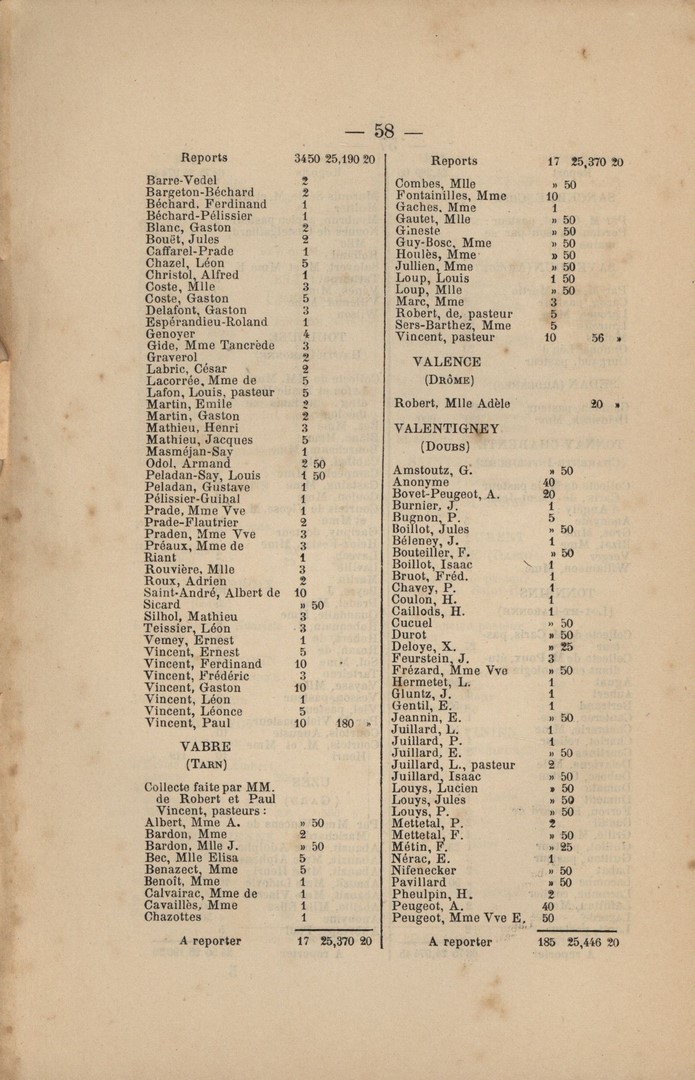 — 58 —
Reports 34 50 25,190 20
Barre-Vedel 2
Bargeton-Béchard 2
Béchard, Ferdinand 1
Béchard-Pélissier 1
Blanc, Gaston 2
Bouët, Jules 2
Caffarel-Prade 1
Chazel, Léon 5
Christol, Alfred 1
Coste, Mlle 3
Coste, Gaston 5
Delafont, Gaston 3
Espérandieu-Roland 1
Genoyer 4
Gide, Mme Tancrède 3
Graverol 2
Labric, César 2
Lacorrée, Mme de 5
Lafon, Louis, pasteur 5
Martin, Emile 2
Martin, Gaston 2
Mathieu, Henri 3
Mathieu, Jacques 5
Masméjan-Say 1
Odol, Armand 2 50
Peladan-Say, Louis 1 50
Peladan, Gustave 1
Pélissier-Guibal 1
Prade, Mme Vve 1
Prade-Flautrier 2
Praden, Mme Vve 3
Préaux, Mme de 3
Riant 1
Rouvière, Mlle 3
Roux, Adrien 2
Saint-André, Albert de 10
Sicard » 50
Silhol, Mathieu 3
Teissier, Léon 3
Vemey, Ernest 1
Vincent, Ernest 5
Vincent, Ferdinand 10
Vincent, Frédéric 3
Vincent, Gaston 10
Vincent, Léon 1
Vincent, Léonce 5
Vincent, Paul 10 180 »
VABRE
(TARN)
Collecte faite par MM.
de Robert et Paul
Vincent, pasteurs :
Albert, Mme A. » 50
Bardon, Mme 2
Bardon, Mlle J. » 50
Bec, Mlle Elisa 5
Benazect, Mme 5
Benoît, Mme 1
Calvairac, Mme de 1
Cavaillès, Mme 1
Chazottes 1
A reporter 17 25,370 20
Reports 17 25,370 20
Combes, Mlle » 50
Fontainilles, Mme 10
Gaches, Mme 1
Gautet, Mlle » 50
Gineste » 50
Guy-Bosc, Mme » 50
Houlès, Mme » 50
Jullien, Mme » 50
Loup, Louis 1 50
Loup, Mlle » 50
Marc, Mme 3
Robert, de, pasteur 5
Sers-Barthez, Mme 5
Vincent, pasteur 10 56 »
VALENCE
(DRÔME)
Robert, Mlle Adèle 20 »
VALENTIGNEY
(DOUBS)
Amstoutz, G. » 50
Anonyme 40
Bovet-Peugeot, A. 20
Burnier, J. 1
Bugnon, P. 5
Boillot, Jules » 50
Béleney, J. 1
Bouteiller, F. » 50
Boillot, Isaac 1
Bruot, Fréd. 1
Chavey, P. 1
Coulon, H. 1
Caillods, H. 1
Cucuel » 50
Durot » 50
Deloye, X. » 25
Feurstein, J. 3
Frézard, Mme Vve » 50
Hermetet, L. 1
Gluntz, J. 1
Gentil, E. 1
Jeannin, E. » 50
Juillard, L. 1
Juillard, P. 1
Juillard, E. » 50
Juillard, L., pasteur 2
Juillard, Isaac » 50
Louys, Lucien » 50
Louys, Jules » 50
Louys, P. » 50
Mettetal, P. 2
Mettetal, F. » 50
Métin, F. » 25
Nérac, E. 1
Nifenecker » 50
Pavillard » 50
Pheulpin, H. 2
Peugeot, A. 40
Peugeot, Mme Vve E. 50
A reporter 185 25,446 20